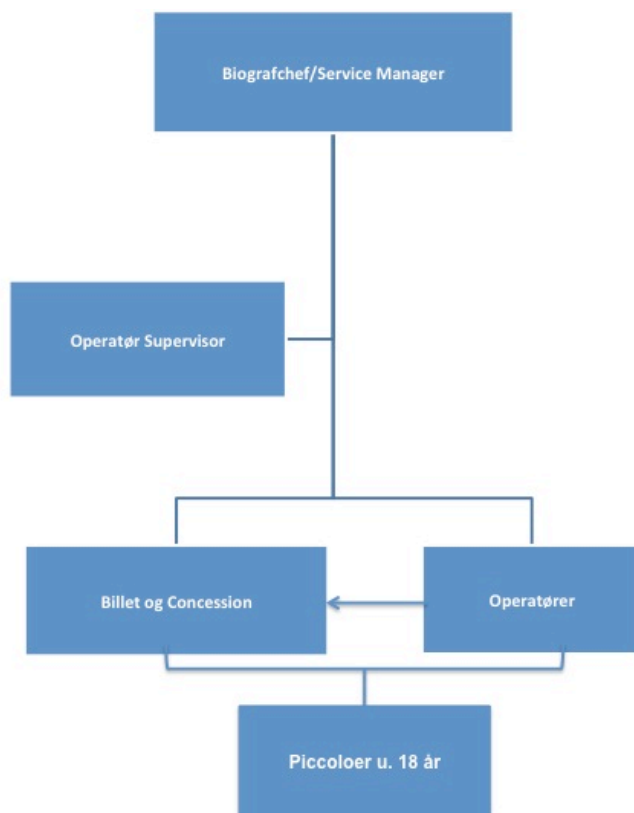 Biografchef/Service Manager
Operatør Supervisor
Billet og Concession
Operatører
Piccoloer u. 18 år